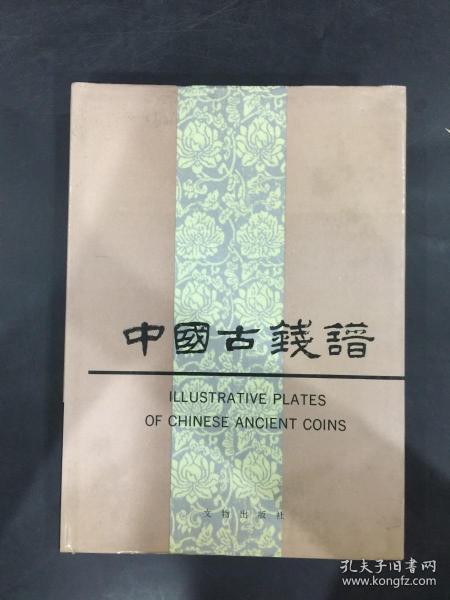 中國古錢譜
ILLUSTRATIVE PLATES
OF CHINESE ANCIENT COINS
文物出版社
孔夫子旧书网
www.kongfz.com